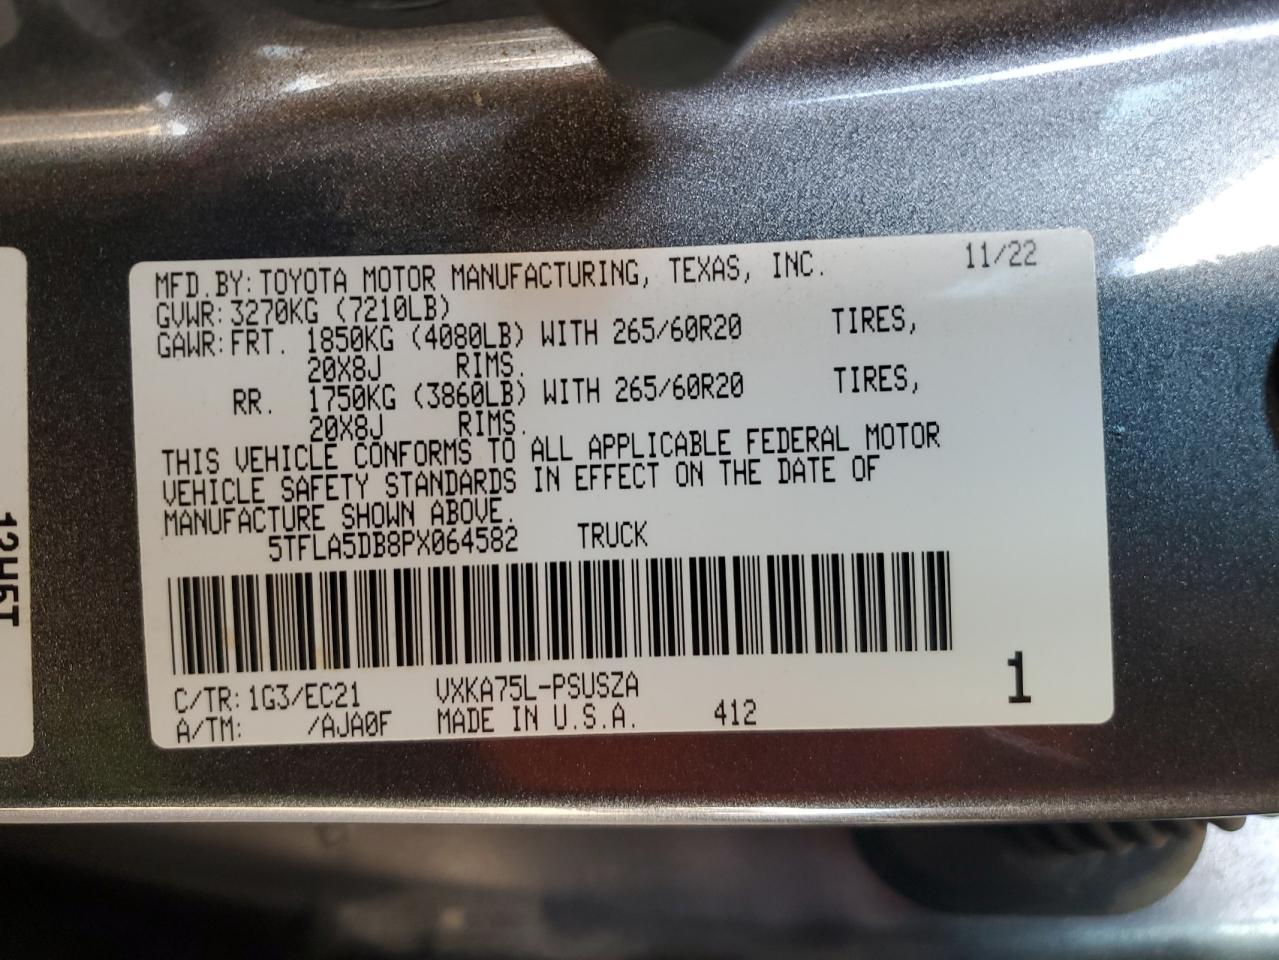 MFD.BY: TOYOTA MOTOR MANUFACTURING, TEXAS, INC. 11/22
GVWR: 3270KG (7210LB)
GAWR: FRT. 1850KG (4080LB) WITH 265/60R20 TIRES,
20X8J RIMS.
RR. 1750KG (3860LB) WITH 265/60R20 TIRES,
20X8J RIMS.
THIS VEHICLE CONFORMS TO ALL APPLICABLE FEDERAL MOTOR
VEHICLE SAFETY STANDARDS IN EFFECT ON THE DATE OF
MANUFACTURE SHOWN ABOVE.
5TFLA5DB8PX064582 TRUCK
C/TR: 1G3/EC21 VXKA75L-PSUSZA 1
A/TM: /AJA0F MADE IN U.S.A. 412